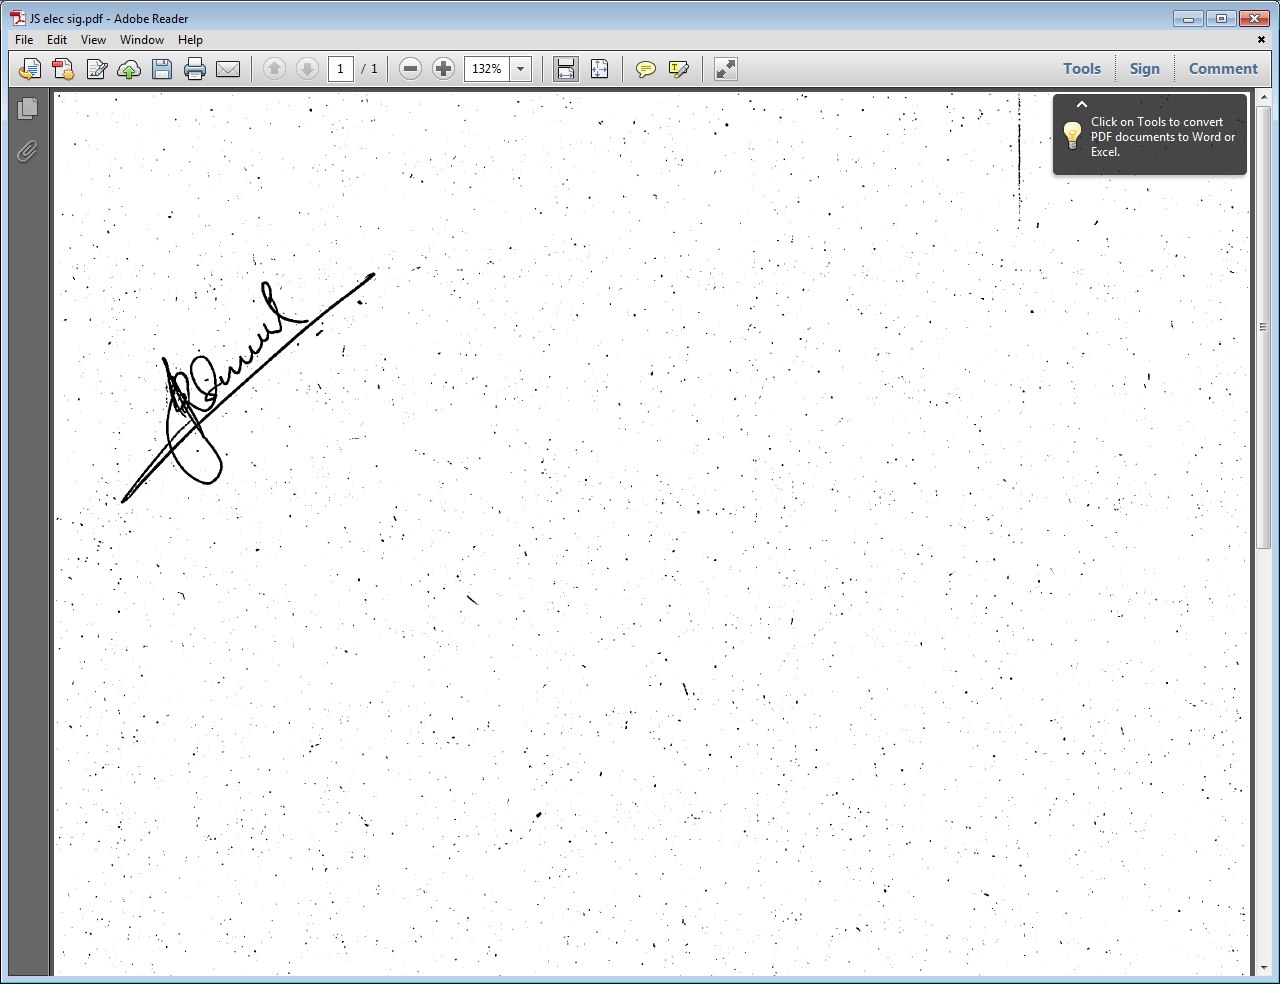 JS elec sig.pdf - Adobe Reader
File Edit View Window Help
1 / 1 132% Tools Sign Comment
Click on Tools to convert
PDF documents to Word or
Excel.